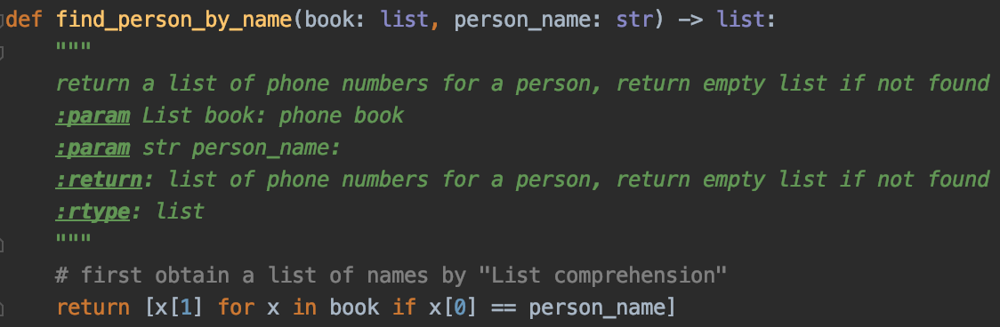 def find_person_by_name(book: list, person_name: str) -> list:
    """
    return a list of phone numbers for a person, return empty list if not found
    :param List book: phone book
    :param str person_name:
    :return: list of phone numbers for a person, return empty list if not found
    :rtype: list
    """
    # first obtain a list of names by "List comprehension"
    return [x[1] for x in book if x[0] == person_name]